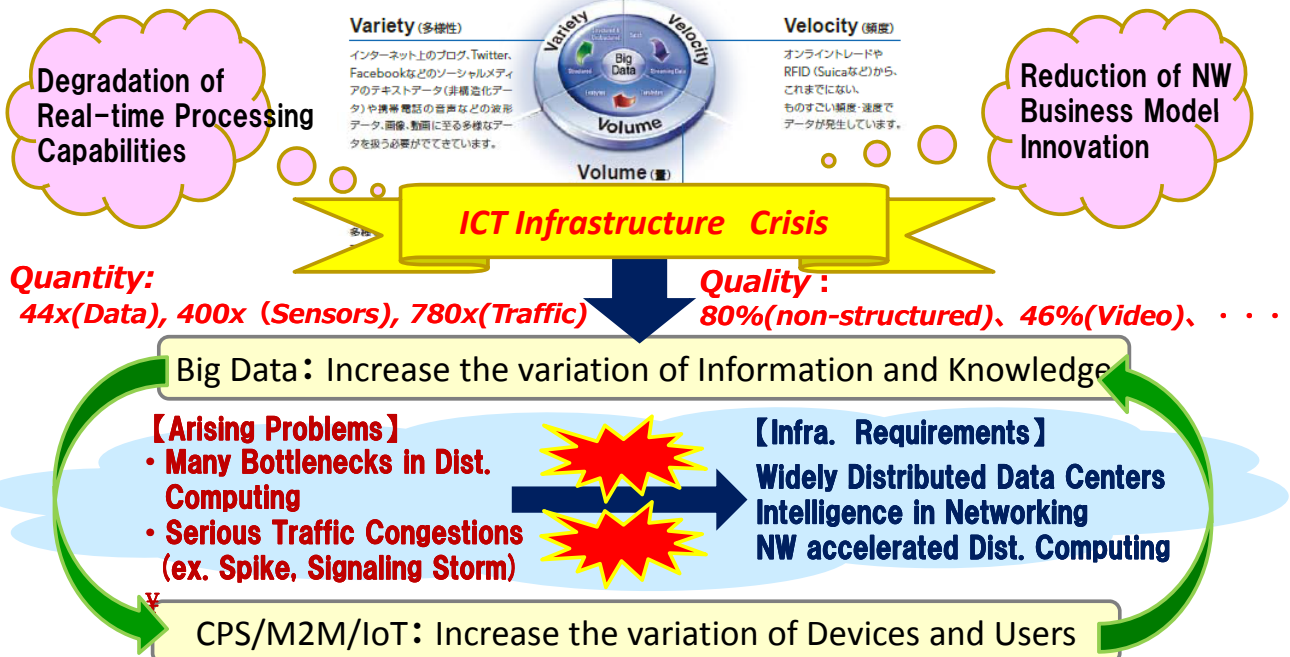 Degradation of
Real-time Processing
Capabilities
Variety (多様性)
インターネット上のブログ、Twitter、
Facebookなどのソーシャルメディ
アのテキストデータ(非構造化デー
タ)や携帯電話の音声などの波形
データ、画像、動画に至る多様なデー
タを扱う必要がでてきています。
Variety
Velocity
Volume
Big
Data
Structured
Streaming Data
Batch
Volume (量)
Velocity (頻度)
オンライントレードや
RFID (Suicaなど)から、
これまでにない、
ものすごい頻度・速度で
データが発生しています。
Reduction of NW
Business Model
Innovation
ICT Infrastructure Crisis
Quantity:
44x(Data), 400x (Sensors), 780x(Traffic)
Quality :
80%(non-structured)、46%(Video)、・・・
Big Data: Increase the variation of Information and Knowledge
【Arising Problems】
・Many Bottlenecks in Dist.
Computing
・Serious Traffic Congestions
(ex. Spike, Signaling Storm)
¥
【Infra. Requirements】
Widely Distributed Data Centers
Intelligence in Networking
NW accelerated Dist. Computing
CPS/M2M/IoT: Increase the variation of Devices and Users